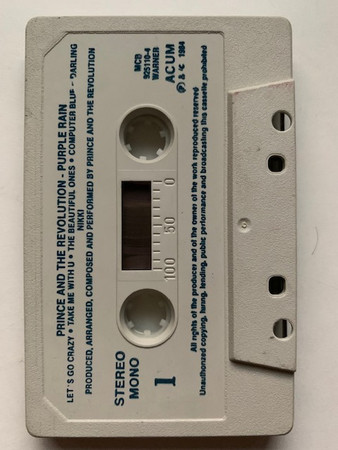 PRINCE AND THE REVOLUTION - PURPLE RAIN
LET´S GO CRAZY • TAKE ME WITH U • THE BEAUTIFUL ONES • COMPUTER BLUE - DARLING
NIKKI
PRODUCED, ARRANGED, COMPOSED AND PERFORMED BY PRINCE AND THE REVOLUTION
MCB
925110-4
WARNER
ACUM
℗ & © 1984
STEREO
MONO
1
100 50 0
All rights of the producer and of the owner of the work reproduced reserved
Unauthorized copying, hiring, lending, public performance and broadcasting this cassette prohibited